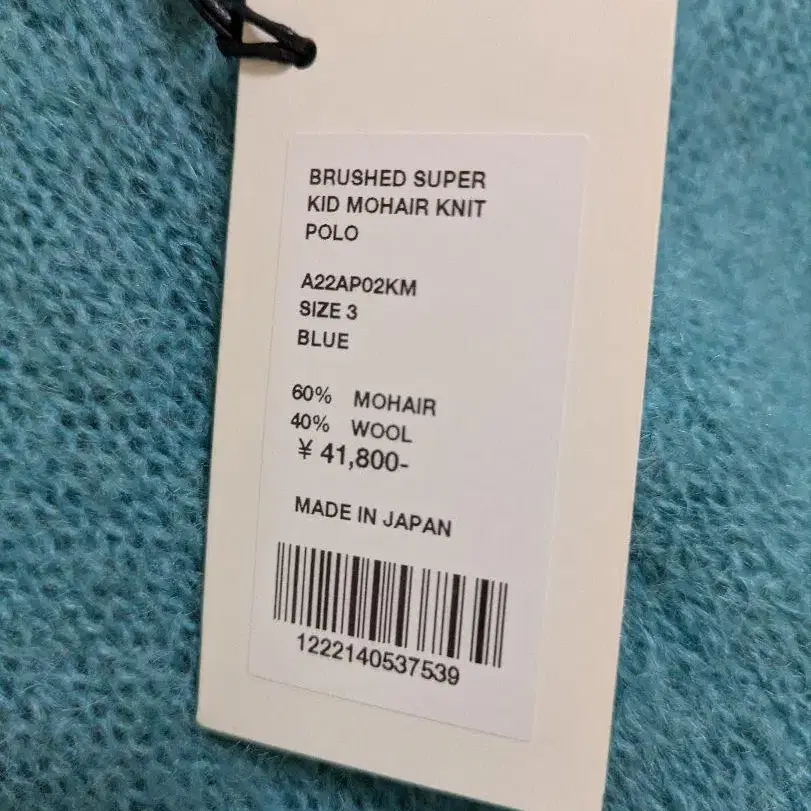 BRUSHED SUPER
KID MOHAIR KNIT
POLO
A22AP02KM
SIZE 3
BLUE
60% MOHAIR
40% WOOL
¥ 41,800-
MADE IN JAPAN
1222140537539